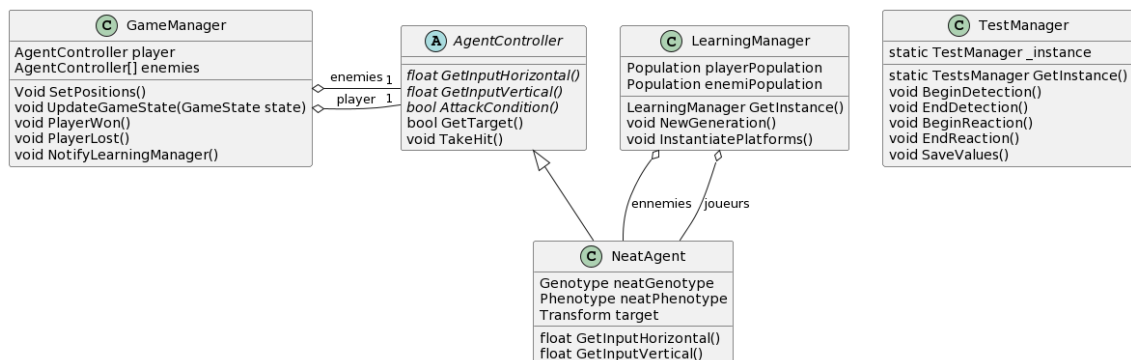 C GameManager
AgentController player
AgentController[] enemies
Void SetPositions()
void UpdateGameState(GameState state)
void PlayerWon()
void PlayerLost()
void NotifyLearningManager()
enemies 1
player 1
A AgentController
float GetInputHorizontal()
float GetInputVertical()
bool AttackCondition()
bool GetTarget()
void TakeHit()
C LearningManager
Population playerPopulation
Population enemiPopulation
LearningManager GetInstance()
void NewGeneration()
void InstantiatePlatforms()
C TestManager
static TestManager _instance
static TestsManager GetInstance()
void BeginDetection()
void EndDetection()
void BeginReaction()
void EndReaction()
void SaveValues()
ennemies
joueurs
C NeatAgent
Genotype neatGenotype
Phenotype neatPhenotype
Transform target
float GetInputHorizontal()
float GetInputVertical()